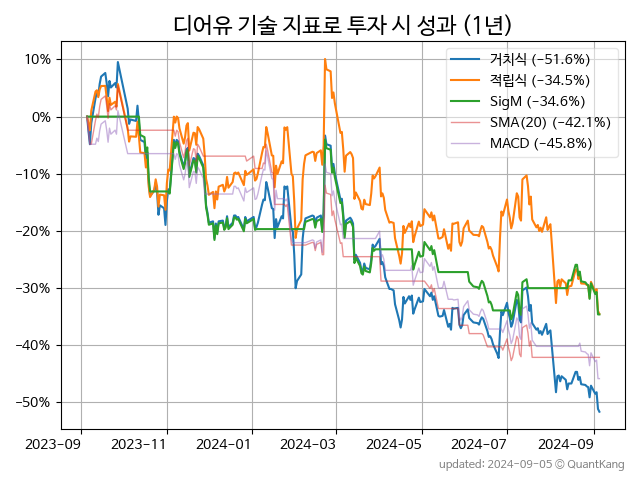 디어유 기술 지표로 투자 시 성과 (1년)
10%
0%
−10%
−20%
−30%
−40%
−50%
거치식 (−51.6%)
적립식 (−34.5%)
SigM (−34.6%)
SMA(20) (−42.1%)
MACD (−45.8%)
2023-09 2023-11 2024-01 2024-03 2024-05 2024-07 2024-09
updated: 2024-09-05 © QuantKang